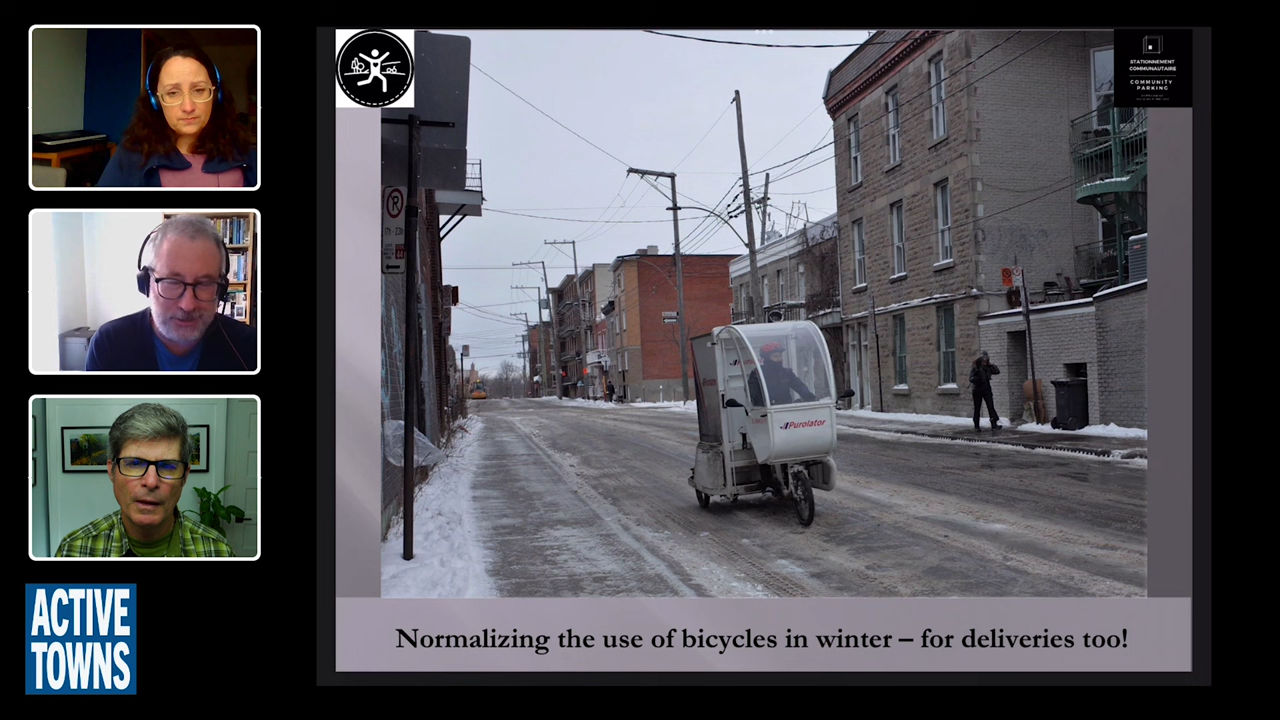 STATIONNEMENT
COMMUNAUTAIRE
COMMUNITY
PARKING
Purolator
Normalizing the use of bicycles in winter – for deliveries too!
ACTIVE
TOWNS